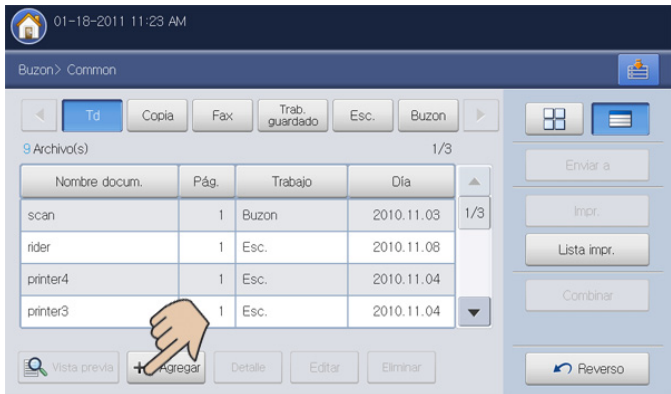 01-18-2011 11:23 AM
Buzon> Common
Td Copia Fax Trab. guardado Esc. Buzon
9 Archivo(s) 1/3
Nombre docum. Pág. Trabajo Día
scan 1 Buzon 2010.11.03 1/3
rider 1 Esc. 2010.11.08
printer4 1 Esc. 2010.11.04
printer3 1 Esc. 2010.11.04
Vista previa + Agregar Detalle Editar Eliminar
Enviar a
Impr.
Lista impr.
Combinar
Reverso